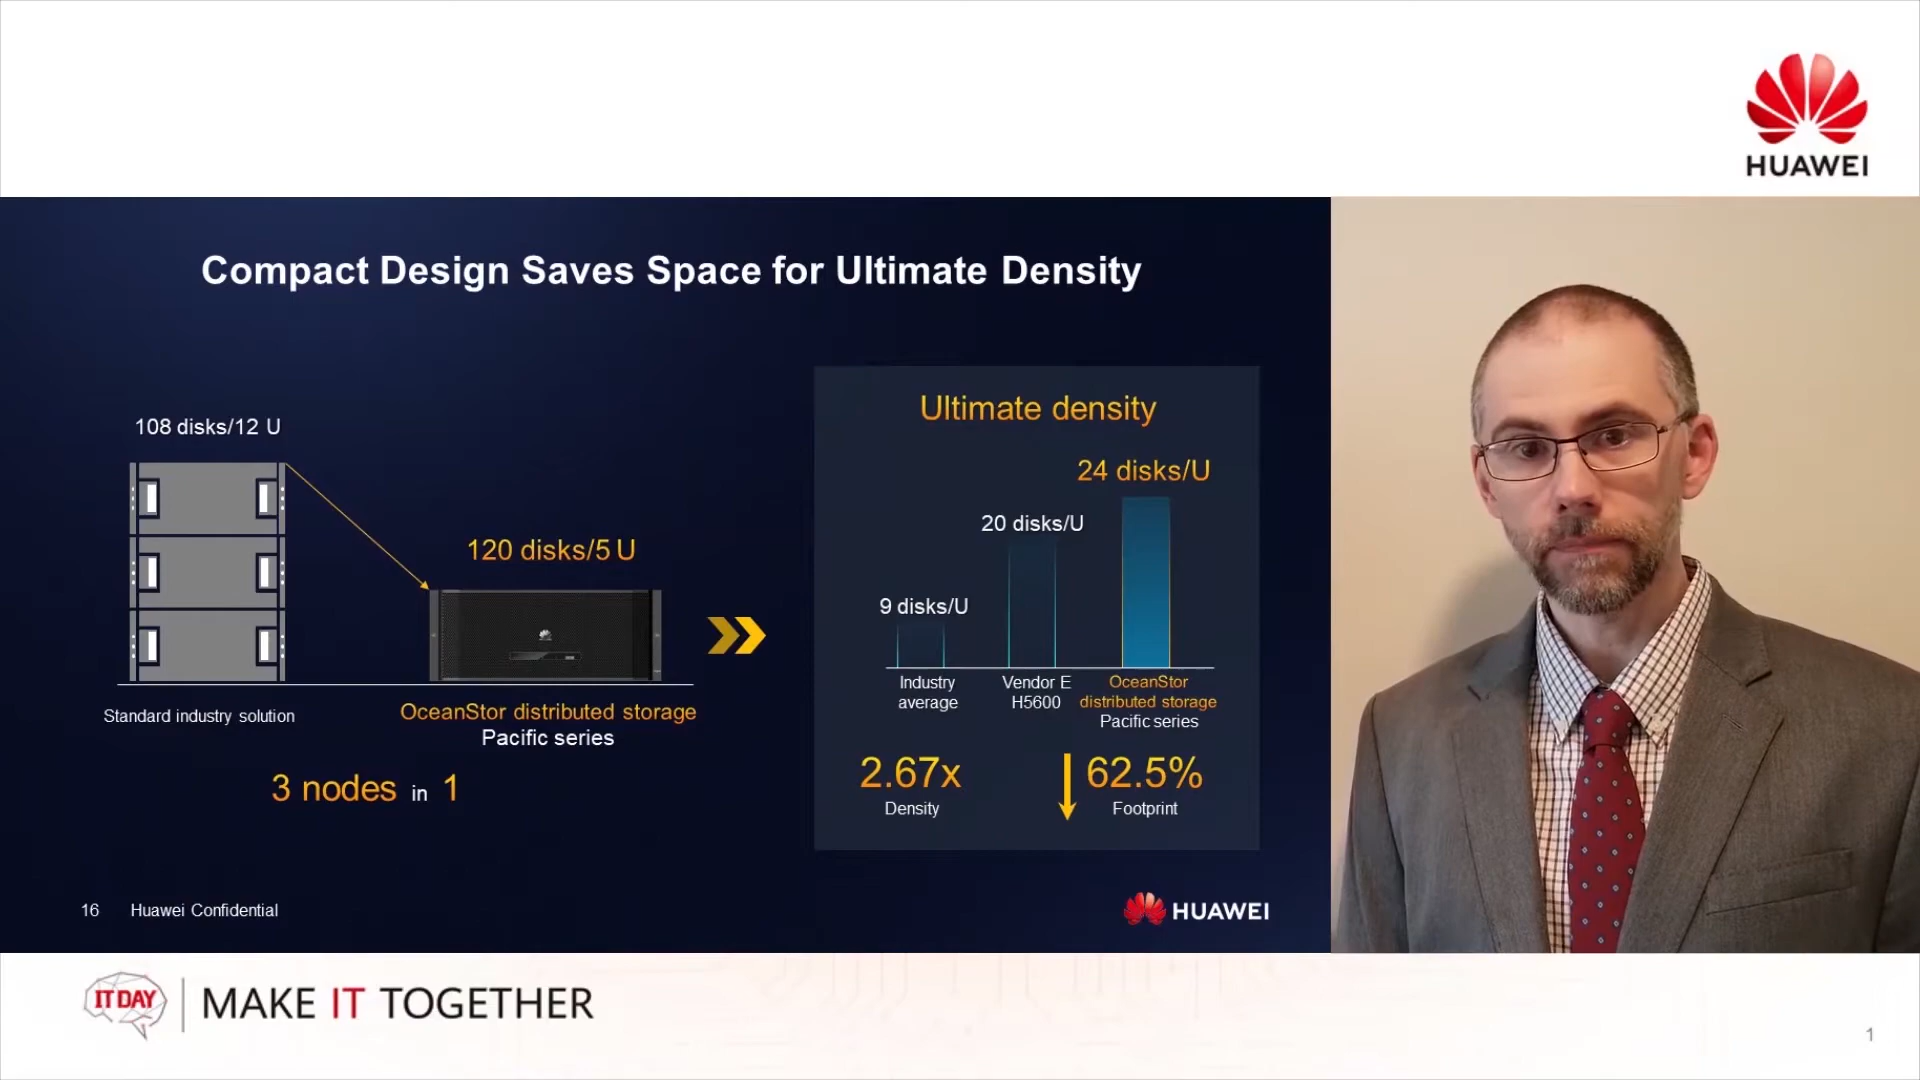 HUAWEI
Compact Design Saves Space for Ultimate Density
108 disks/12 U
120 disks/5 U
Standard industry solution
OceanStor distributed storage
Pacific series
3 nodes in 1
Ultimate density
24 disks/U
20 disks/U
9 disks/U
Industry
average
Vendor E
H5600
OceanStor
distributed storage
Pacific series
2.67x
Density
62.5%
Footprint
16 Huawei Confidential
HUAWEI
IT DAY
MAKE IT TOGETHER
1